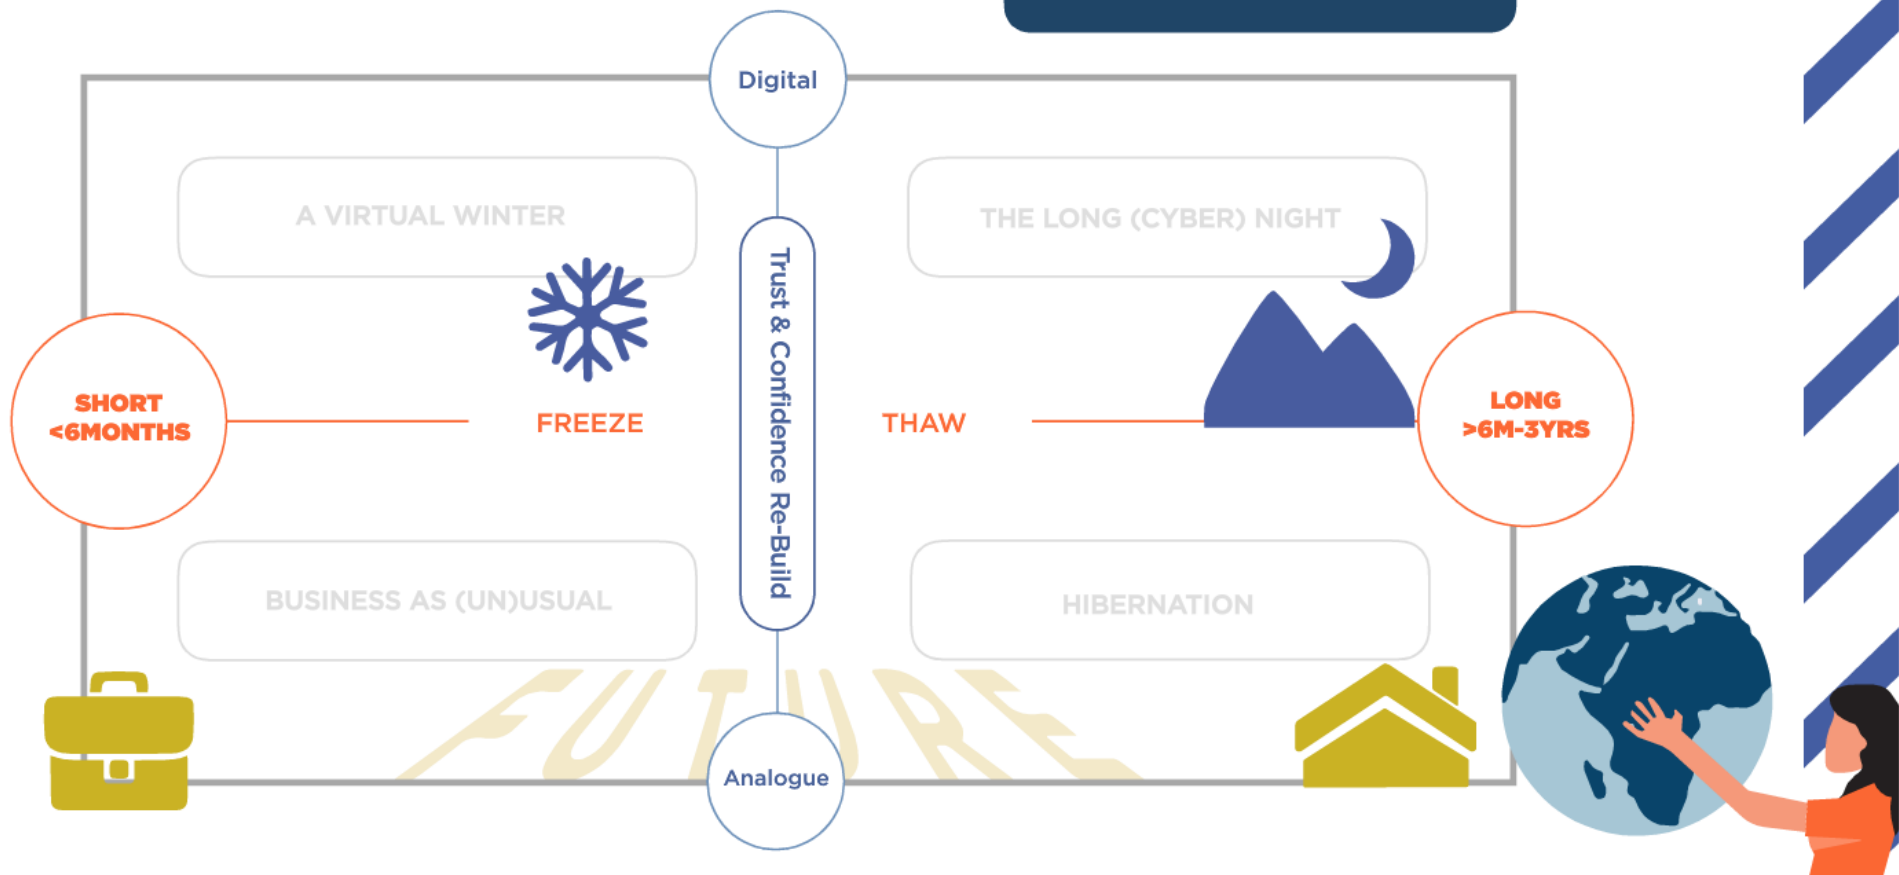 Digital
A VIRTUAL WINTER
THE LONG (CYBER) NIGHT
Trust & Confidence Re-Build
SHORT
<6MONTHS
FREEZE
THAW
LONG
>6M-3YRS
BUSINESS AS (UN)USUAL
HIBERNATION
FUTURE
Analogue